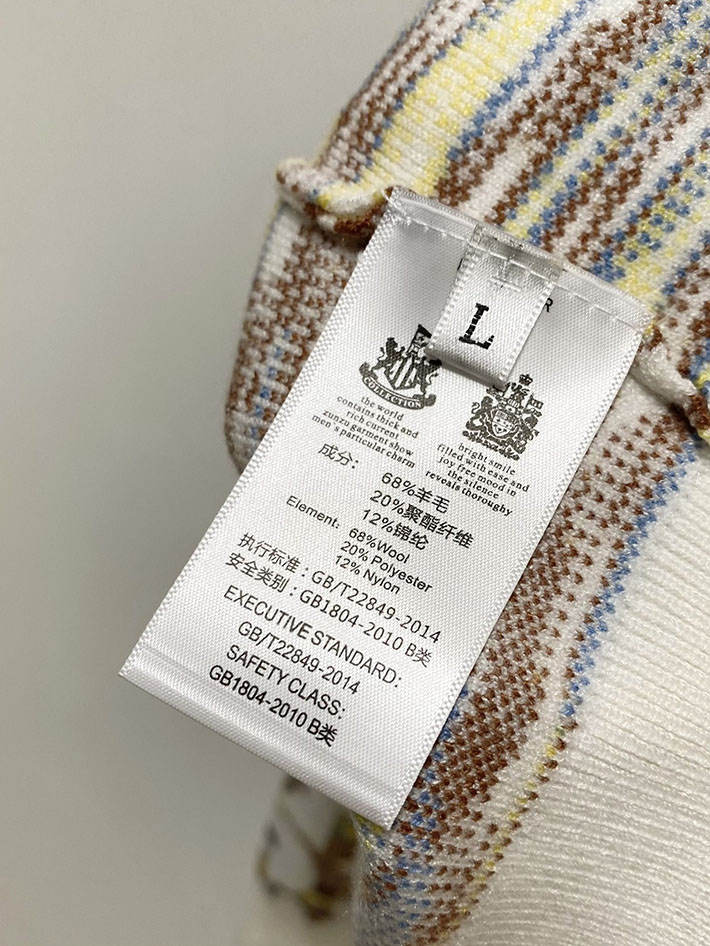 L
R
COLLECTION
the world
contains thick and
rich current
zunzu garment show
men's particular charm
bright smile
filled with ease and
joy free mood in
the silence
reveals thoroughy
成分:
68%羊毛
20%聚酯纤维
12%锦纶
Element:
68%Wool
20% Polyester
12% Nylon
执行标准:GB/T22849-2014
安全类别:GB1804-2010 B类
EXECUTIVE STANDARD:
GB/T22849-2014
SAFETY CLASS:
GB1804-2010 B类